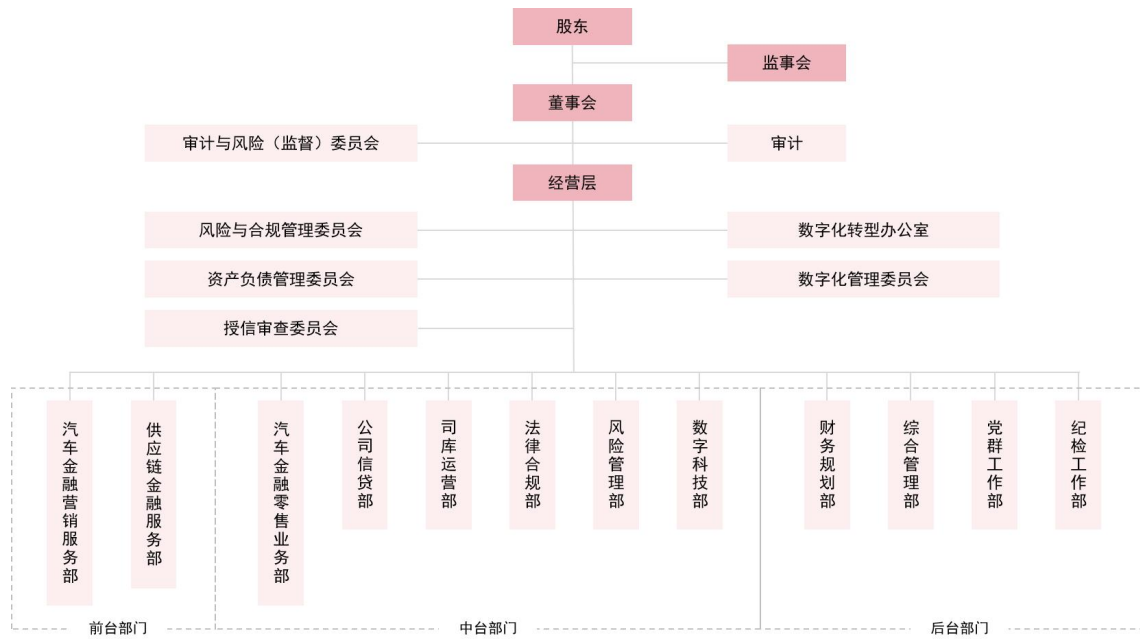 股东
监事会
董事会
审计与风险（监督）委员会
审计
经营层
风险与合规管理委员会
数字化转型办公室
资产负债管理委员会
数字化管理委员会
授信审查委员会
汽车金融营销服务部
供应链金融服务部
汽车金融零售业务部
公司信贷部
司库运营部
法律合规部
风险管理部
数字科技部
财务规划部
综合管理部
党群工作部
纪检工作部
前台部门
中台部门
后台部门